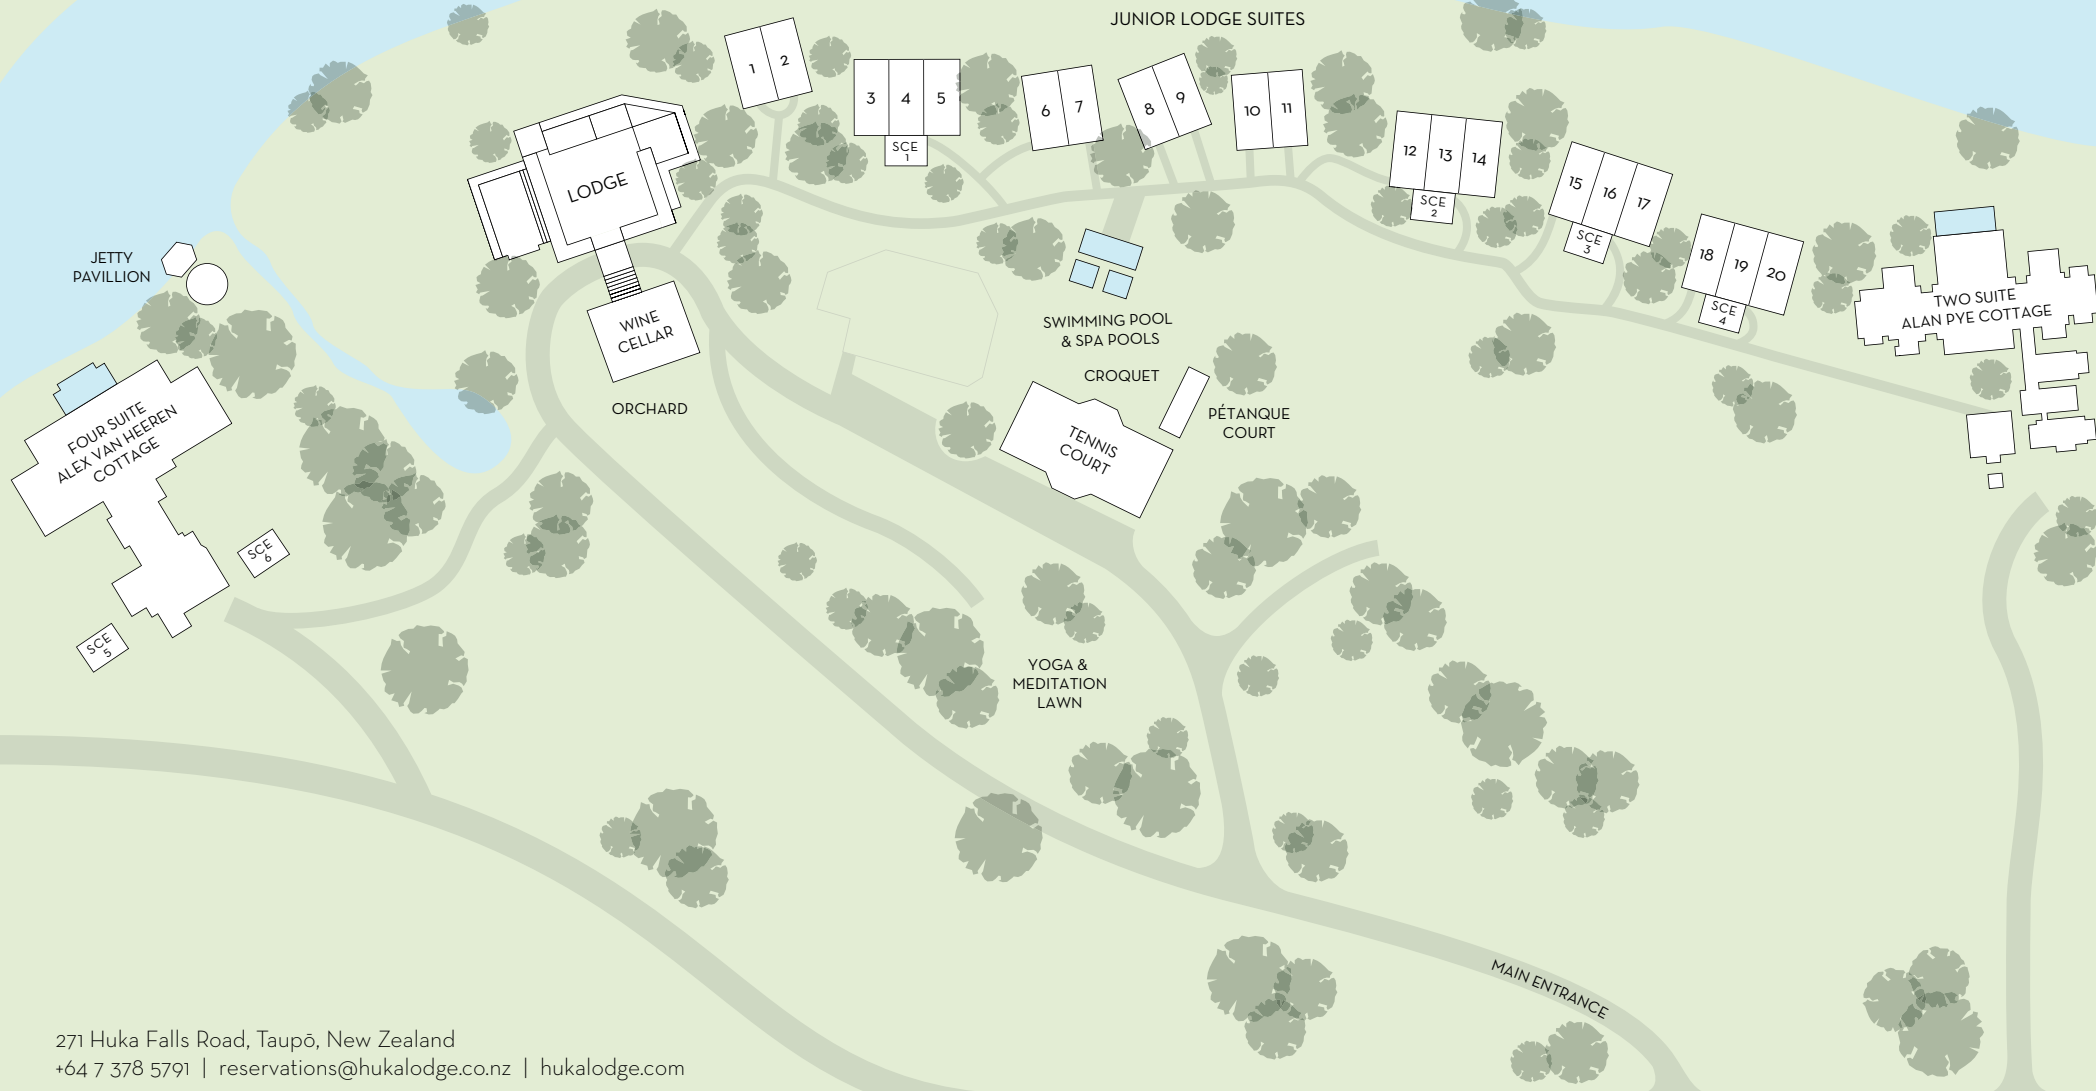 JUNIOR LODGE SUITES
1
2
3
4
5
SCE
1
6
7
8
9
10
11
12
13
14
SCE
2
15
16
17
SCE
3
18
19
20
SCE
4
TWO SUITE
ALAN PYE COTTAGE
LODGE
WINE
CELLAR
ORCHARD
JETTY
PAVILLION
FOUR SUITE
ALEX VAN HEEREN
COTTAGE
SCE
6
SCE
5
SWIMMING POOL
& SPA POOLS
CROQUET
PÉTANQUE
COURT
TENNIS
COURT
YOGA &
MEDITATION
LAWN
MAIN ENTRANCE
271 Huka Falls Road, Taupō, New Zealand
+64 7 378 5791 | reservations@hukalodge.co.nz | hukalodge.com